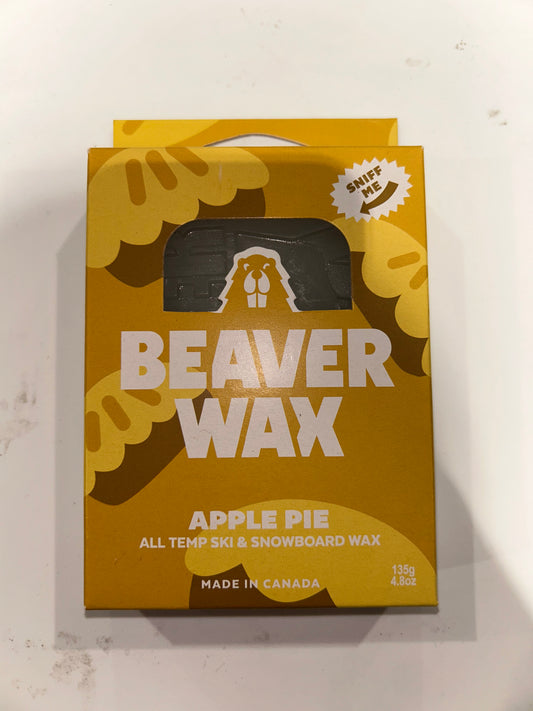 SNIFF
ME
BEAVER
WAX
APPLE PIE
ALL TEMP SKI & SNOWBOARD WAX
135g
4.8oz
MADE IN CANADA